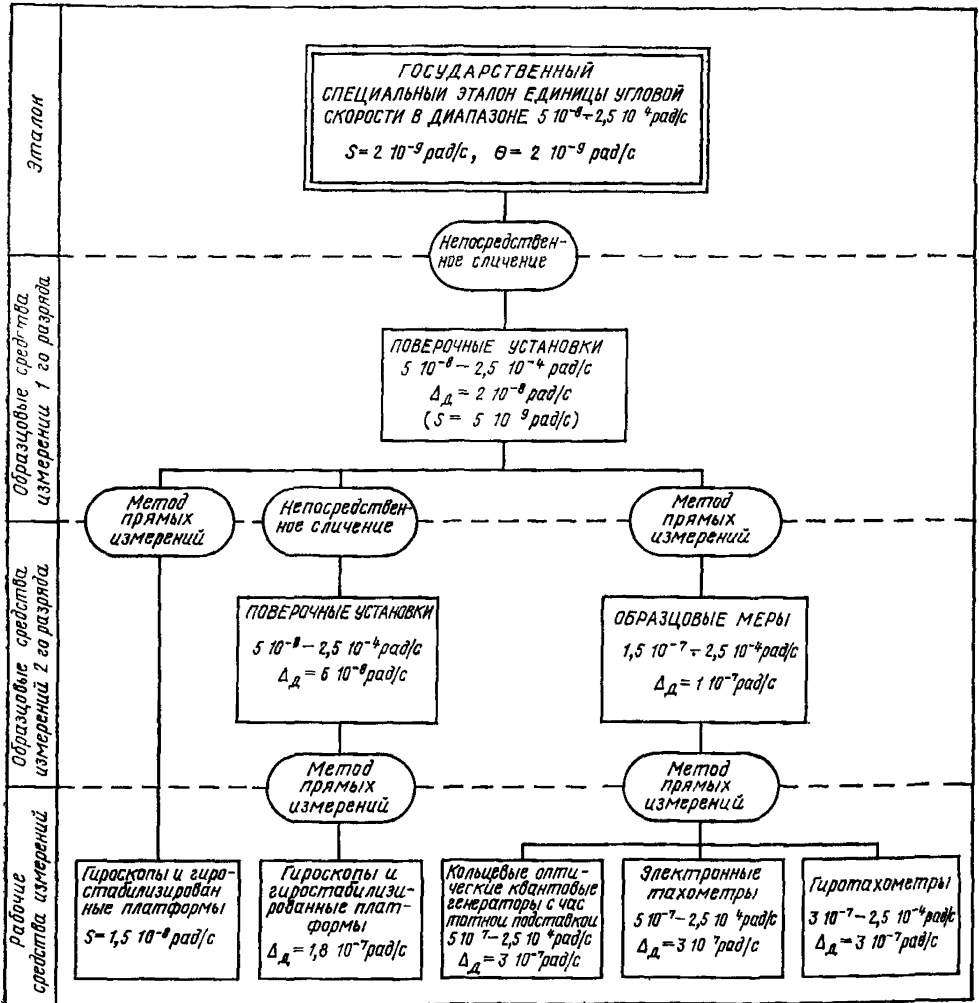 Эталон
ГОСУДАРСТВЕННЫЙ
СПЕЦИАЛЬНЫЙ ЭТАЛОН ЕДИНИЦЫ УГЛОВОЙ
СКОРОСТИ В ДИАПАЗОНЕ 5 10⁻⁸÷2,5 10⁻⁴ рад/с
S= 2 10⁻⁹ рад/с, Θ= 2 10⁻⁹ рад/с
Непосредствен-
ное сличение
Образцовые средства
измерений 1 го разряда
ПОВЕРОЧНЫЕ УСТАНОВКИ
5 10⁻⁸ – 2,5 10⁻⁴ рад/с
Δд = 2 10⁻⁸ рад/с
(S = 5 10 ⁹ рад/с)
Метод
прямых
измерений
Непосредствен-
ное сличение
Метод
прямых
измерений
Образцовые средства
измерений 2 го разряда
ПОВЕРОЧНЫЕ УСТАНОВКИ
5 10⁻⁸ – 2,5 10⁻⁴ рад/с
Δд = 6 10⁻⁸ рад/с
ОБРАЗЦОВЫЕ МЕРЫ
1,5 10⁻⁷ ÷ 2,5 10⁻⁴ рад/с
Δд = 1 10⁻⁷ рад/с
Метод
прямых
измерений
Метод
прямых
измерений
Рабочие
средства измерений
Гироскопы и гиро-
стабилизирован
ные платформы
S= 1,5 10⁻⁸ рад/с
Гироскопы и
гиростабилизи-
рованные плат-
формы
Δд = 1,8 10⁻⁷ рад/с
Кольцевые опти-
ческие квантовые
генераторы с час
тотной подставкой
5 10 ⁷ – 2,5 10 ⁴ рад/с
Δд = 3 10⁻⁷ рад/с
Электронные
тахометры
5 10⁻⁷ – 2,5 10 ⁴ рад/с
Δд = 3 10 ⁷ рад/с
Гиротахометры
3 10⁻⁷ – 2,5 10⁻⁴ рад/с
Δд = 3 10⁻⁷ рад/с